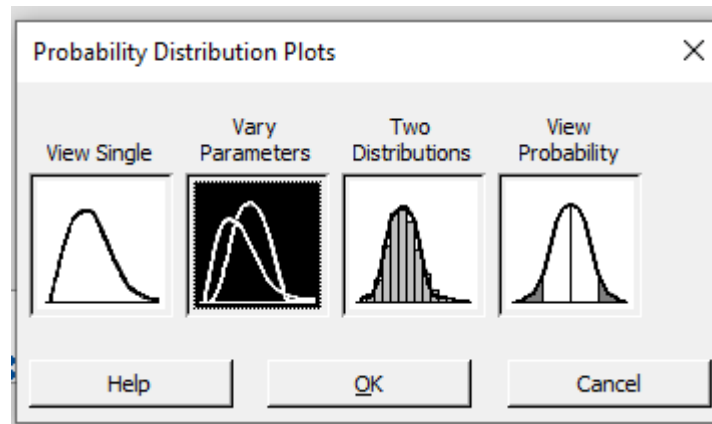 Probability Distribution Plots
View Single
Vary
Parameters
Two
Distributions
View
Probability
Help
OK
Cancel